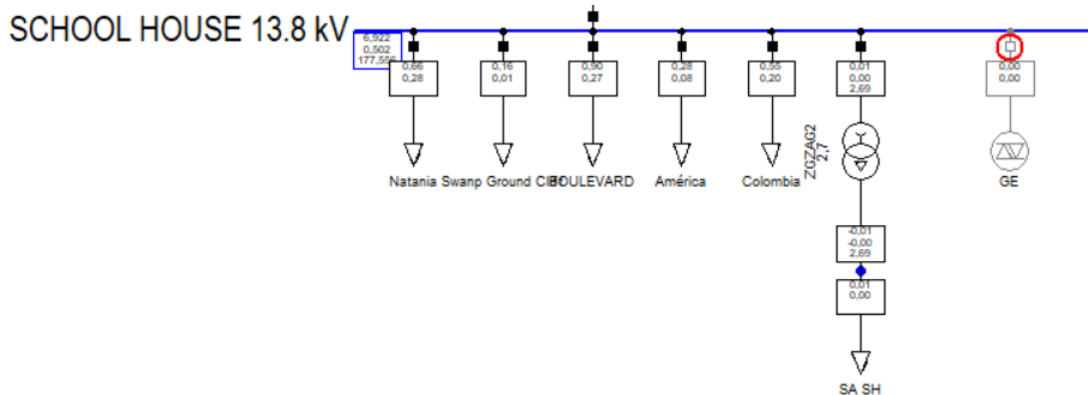 SCHOOL HOUSE 13.8 kV
6,922
0,502
177,556
0,66
0,28
0,16
0,01
0,90
0,27
0,28
0,08
0,55
0,20
0,01
0,00
2,69
0,00
0,00
ZGZAG2
2,7
Natania
Swanp Ground
BOULEVARD
América
Colombia
GE
-0,01
-0,00
2,69
0,01
0,00
SA SH